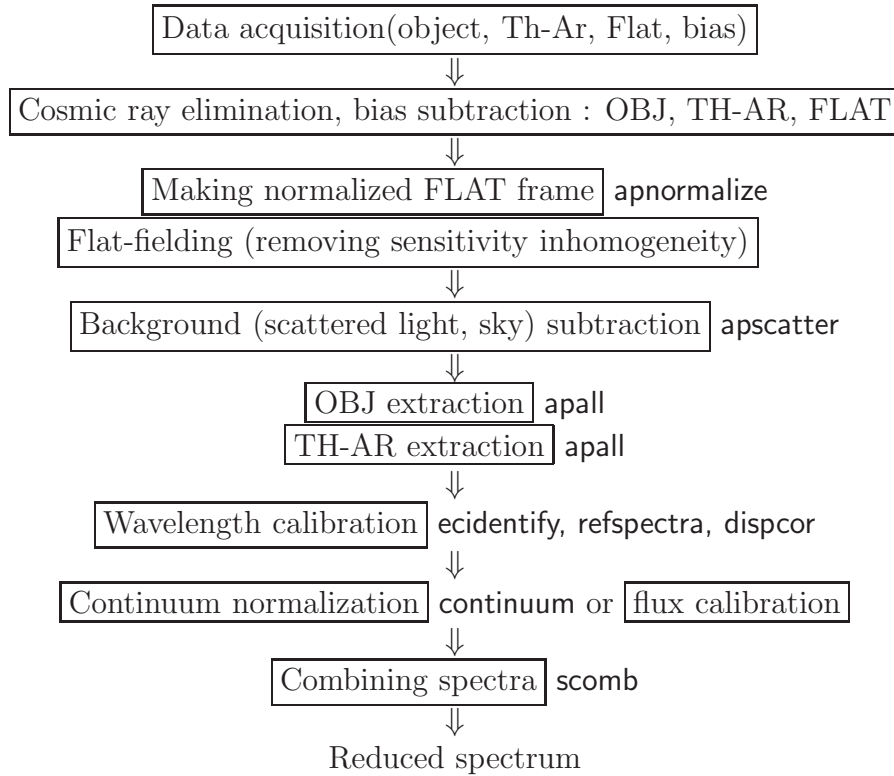 Data acquisition(object, Th-Ar, Flat, bias)
⇓
Cosmic ray elimination, bias subtraction : OBJ, TH-AR, FLAT
⇓
Making normalized FLAT frame apnormalize
Flat-fielding (removing sensitivity inhomogeneity)
⇓
Background (scattered light, sky) subtraction apscatter
⇓
OBJ extraction apall
TH-AR extraction apall
⇓
Wavelength calibration ecidentify, refspectra, dispcor
⇓
Continuum normalization continuum or flux calibration
⇓
Combining spectra scomb
⇓
Reduced spectrum